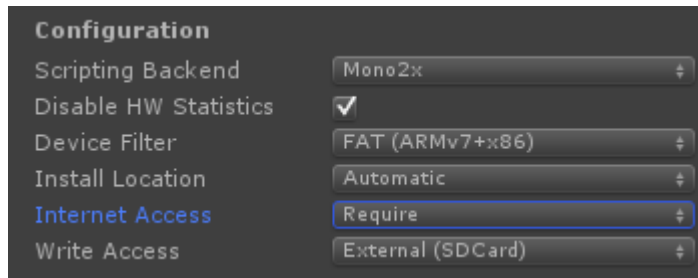 Configuration
Scripting Backend Mono2x
Disable HW Statistics
Device Filter FAT (ARMv7+x86)
Install Location Automatic
Internet Access Require
Write Access External (SDCard)